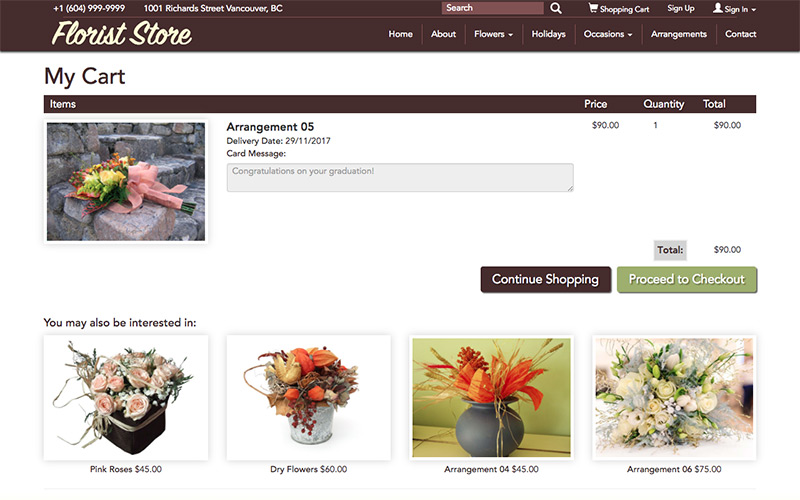 +1 (604) 999-9999 1001 Richards Street Vancouver, BC Search Shopping Cart Sign Up Sign In
Florist Store
Home About Flowers Holidays Occasions Arrangements Contact
My Cart
Items Price Quantity Total
Arrangement 05 $90.00 1 $90.00
Delivery Date: 29/11/2017
Card Message:
Congratulations on your graduation!
Total: $90.00
Continue Shopping Proceed to Checkout
You may also be interested in:
Pink Roses $45.00 Dry Flowers $60.00 Arrangement 04 $45.00 Arrangement 06 $75.00